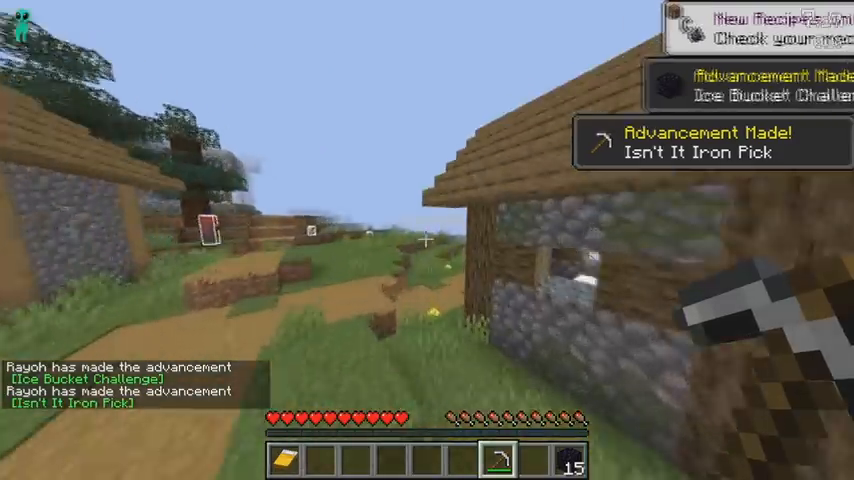 New Recipes
Check your
Advancement Made
Ice Bucket Challe
Advancement Made!
Isn't It Iron Pick
Rayoh has made the advancement
[Ice Bucket Challenge]
Rayoh has made the advancement
[Isn't It Iron Pick]
15